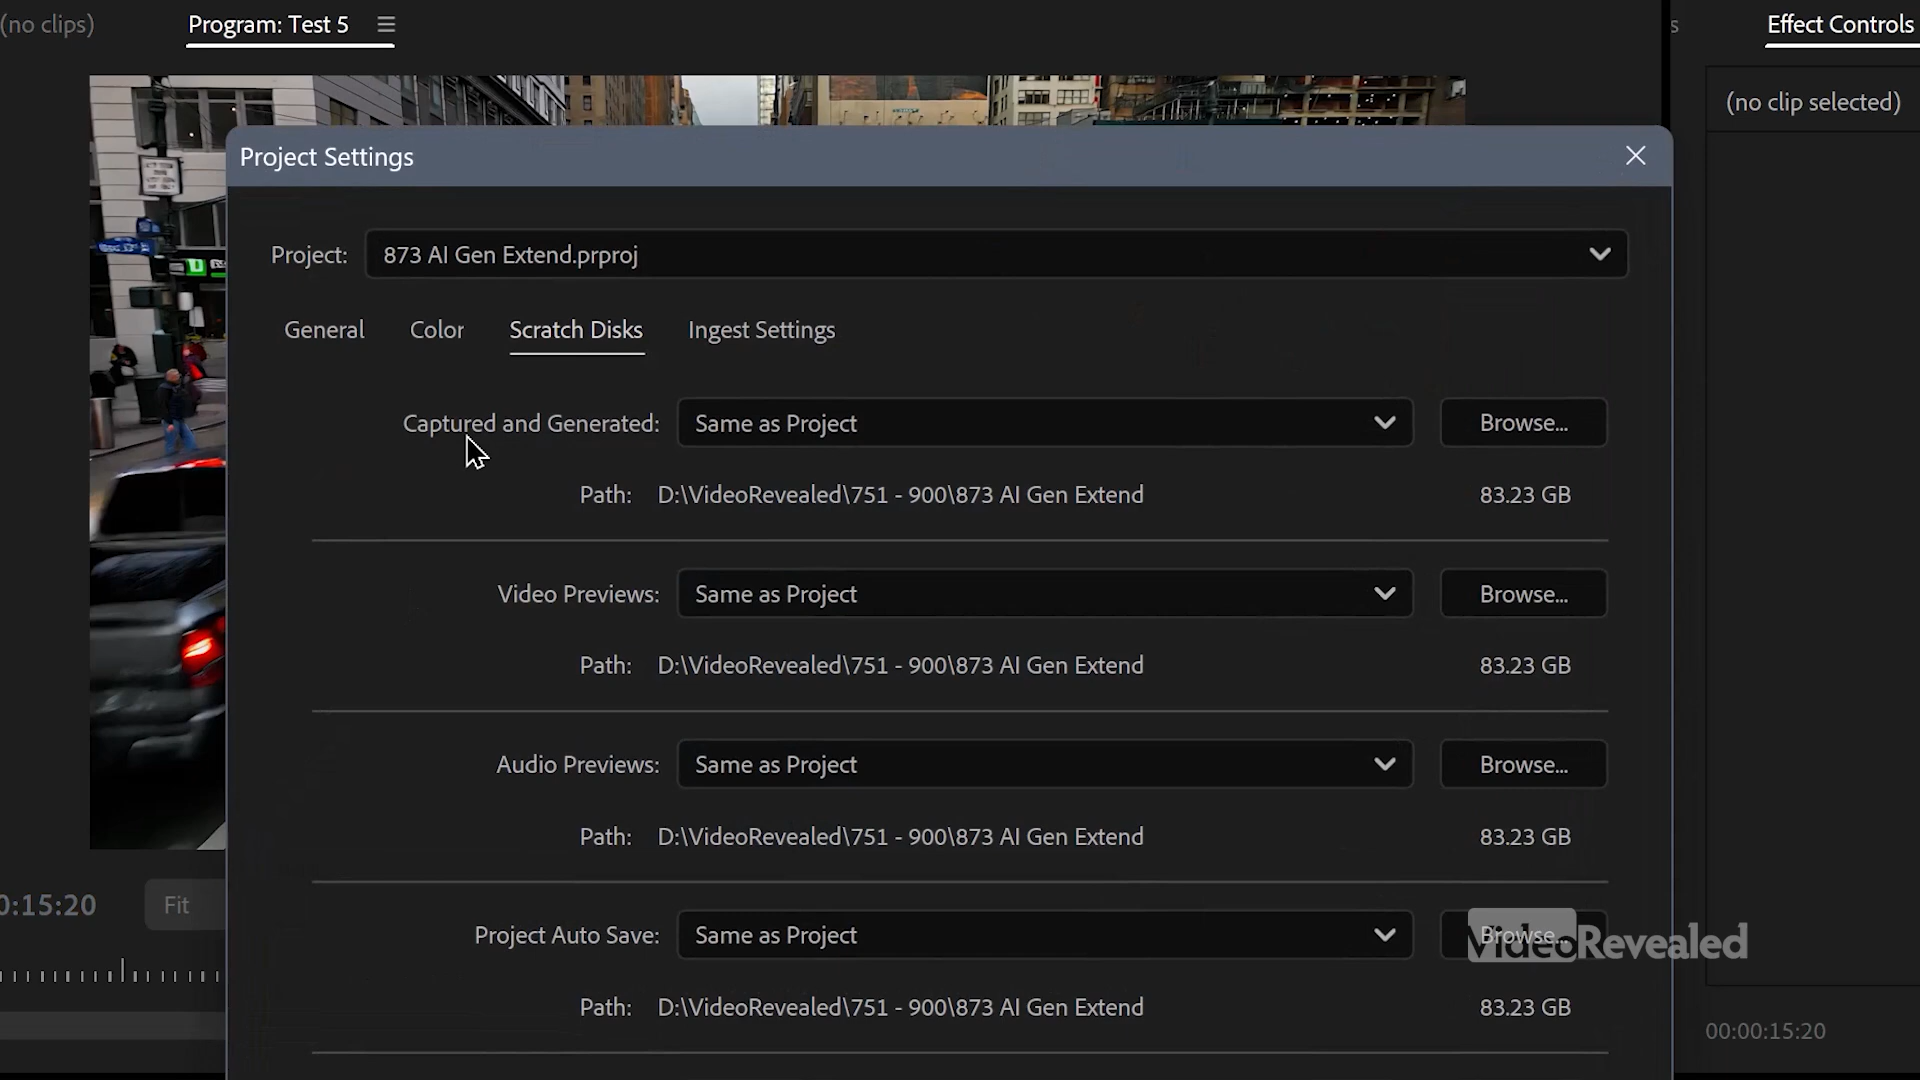 (no clips)
Program: Test 5
Effect Controls
(no clip selected)
Project Settings
Project: 873 AI Gen Extend.prproj
General Color Scratch Disks Ingest Settings
Captured and Generated: Same as Project Browse...
Path: D:\VideoRevealed\751 - 900\873 AI Gen Extend 83.23 GB
Video Previews: Same as Project Browse...
Path: D:\VideoRevealed\751 - 900\873 AI Gen Extend 83.23 GB
Audio Previews: Same as Project Browse...
Path: D:\VideoRevealed\751 - 900\873 AI Gen Extend 83.23 GB
0:15:20 Fit
Project Auto Save: Same as Project Browse...
VideoRevealed
Path: D:\VideoRevealed\751 - 900\873 AI Gen Extend 83.23 GB
00:00:15:20